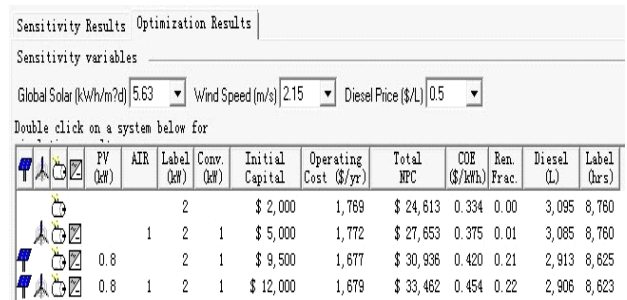 Sensitivity Results Optimization Results
Sensitivity variables
Global Solar (kWh/m?d) 5.63 Wind Speed (m/s) 2.15 Diesel Price ($/L) 0.5
Double click on a system below for
PV (kW) AIR Label (kW) Conv. (kW) Initial Capital Operating Cost ($/yr) Total NPC COE ($/kWh) Ren. Frac. Diesel (L) Label (hrs)
2 $ 2,000 1,769 $ 24,613 0.334 0.00 3,095 8,760
1 2 1 $ 5,000 1,772 $ 27,653 0.375 0.01 3,085 8,760
0.8 2 1 $ 9,500 1,677 $ 30,936 0.420 0.21 2,913 8,625
0.8 1 2 1 $ 12,000 1,679 $ 33,462 0.454 0.22 2,906 8,623